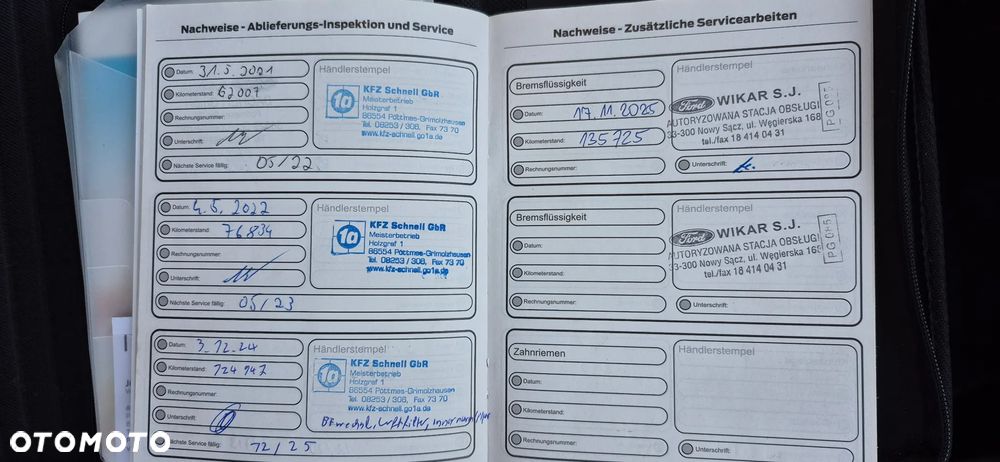 Nachweise - Ablieferungs-Inspektion und Service
Datum: 31.5.2021
Kilometerstand: 62007
Rechnungsnummer:
Unterschrift:
Nächste Service fällig: 05/22
Händlerstempel
1a
KFZ Schnell GbR
Meisterbetrieb
Holzgraf 1
86554 Pöttmes-Grimolzhausen
Tel. 08253 / 306, Fax 73 70
www.kfz-schnell.go1a.de
Datum: 4.5.2022
Kilometerstand: 76834
Rechnungsnummer:
Unterschrift:
Nächste Service fällig: 05/23
Händlerstempel
1a
KFZ Schnell GbR
Meisterbetrieb
Holzgraf 1
86554 Pöttmes-Grimolzhausen
Tel. 08253 / 306, Fax 73 70
www.kfz-schnell.go1a.de
Datum: 3.12.24
Kilometerstand: 124947
Rechnungsnummer:
Unterschrift:
Nächste Service fällig: 12/25
Händlerstempel
1a
KFZ Schnell GbR
Meisterbetrieb
Holzgraf 1
86554 Pöttmes-Grimolzhausen
Tel. 08253 / 306, Fax 73 70
www.kfz-schnell.go1a.de
Luftfilter,
Nachweise - Zusätzliche Servicearbeiten
Bremsflüssigkeit
Datum: 17.11.2025
Kilometerstand: 135725
Rechnungsnummer:
Händlerstempel
Ford WIKAR S.J.
AUTORYZOWANA STACJA OBSŁUGI
33-300 Nowy Sącz, ul. Węgierska 168
tel./fax 18 414 04 31
Unterschrift:
Bremsflüssigkeit
Datum:
Kilometerstand:
Rechnungsnummer:
Händlerstempel
Ford WIKAR S.J.
AUTORYZOWANA STACJA OBSŁUGI
33-300 Nowy Sącz, ul. Węgierska 168
tel./fax 18 414 04 31
Unterschrift:
Zahnriemen
Datum:
Kilometerstand:
Rechnungsnummer:
Händlerstempel
Unterschrift:
OTOMOTO